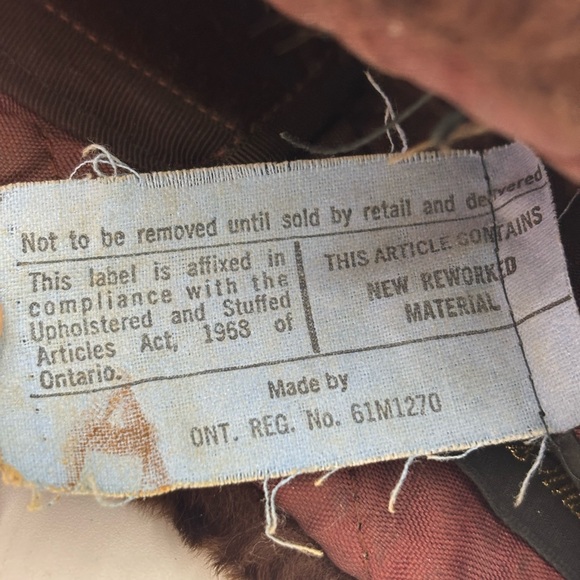 Not to be removed until sold by retail and delivered
This label is affixed in
compliance with the
Upholstered and Stuffed
Articles Act, 1968 of
Ontario.
THIS ARTICLE CONTAINS
NEW REWORKED
MATERIAL
Made by
ONT. REG. No. 61M1270